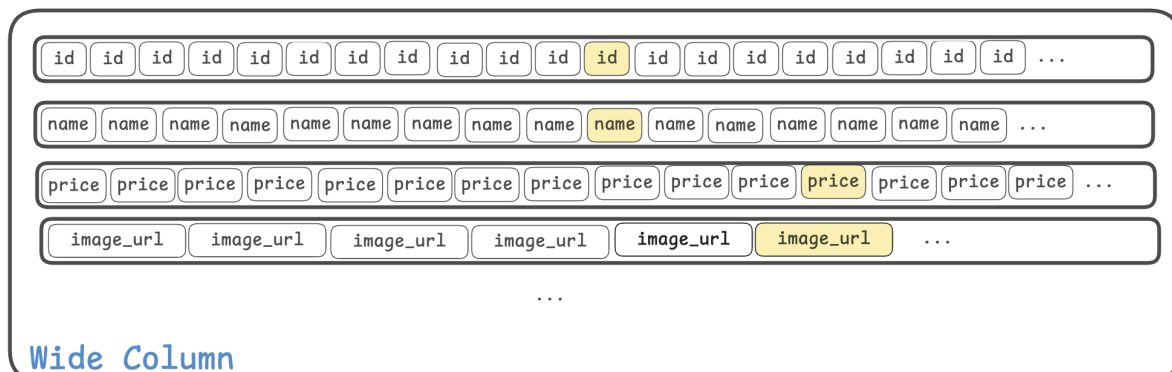 id id id id id id id id id id id id id id id id id id id id ...
name name name name name name name name name name name name name name name name ...
price price price price price price price price price price price price price price price ...
image_url image_url image_url image_url image_url image_url ...
...
Wide Column